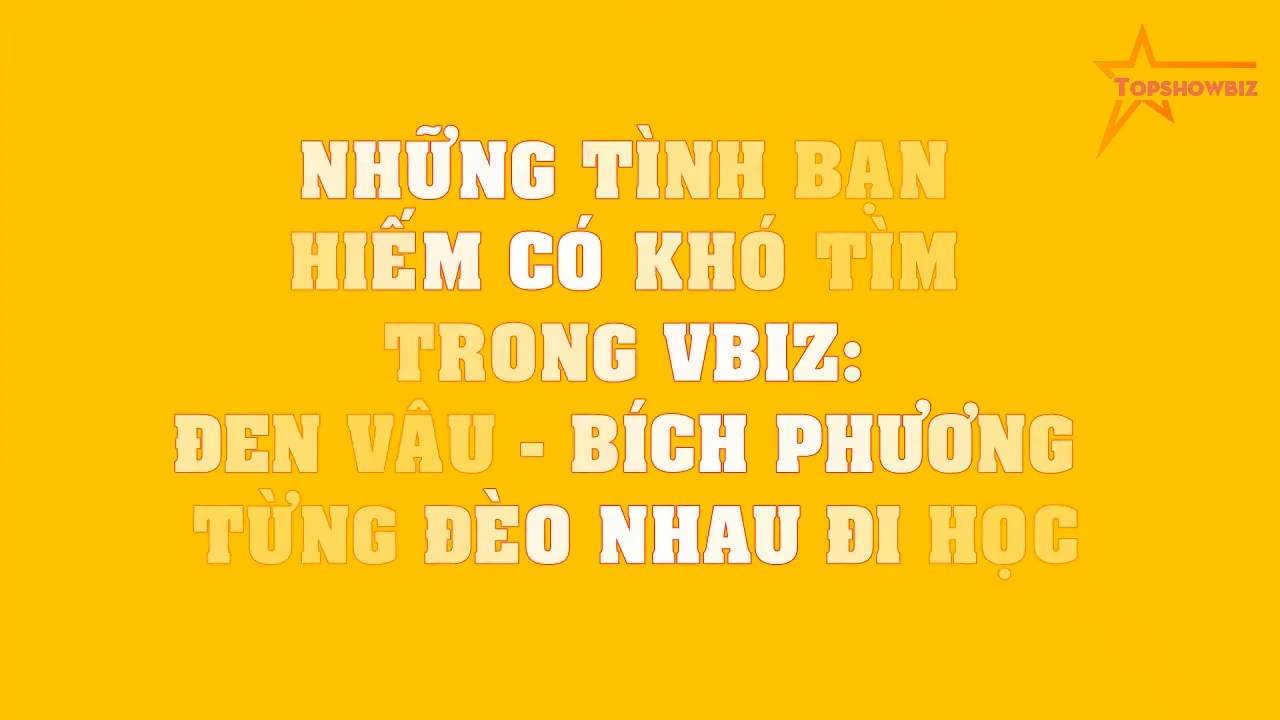 TOPSHOWBIZ
NHỮNG TÌNH BẠN
HIẾM CÓ KHÓ TÌM
TRONG VBIZ:
ĐEN VÂU - BÍCH PHƯƠNG
TỪNG ĐÈO NHAU ĐI HỌC